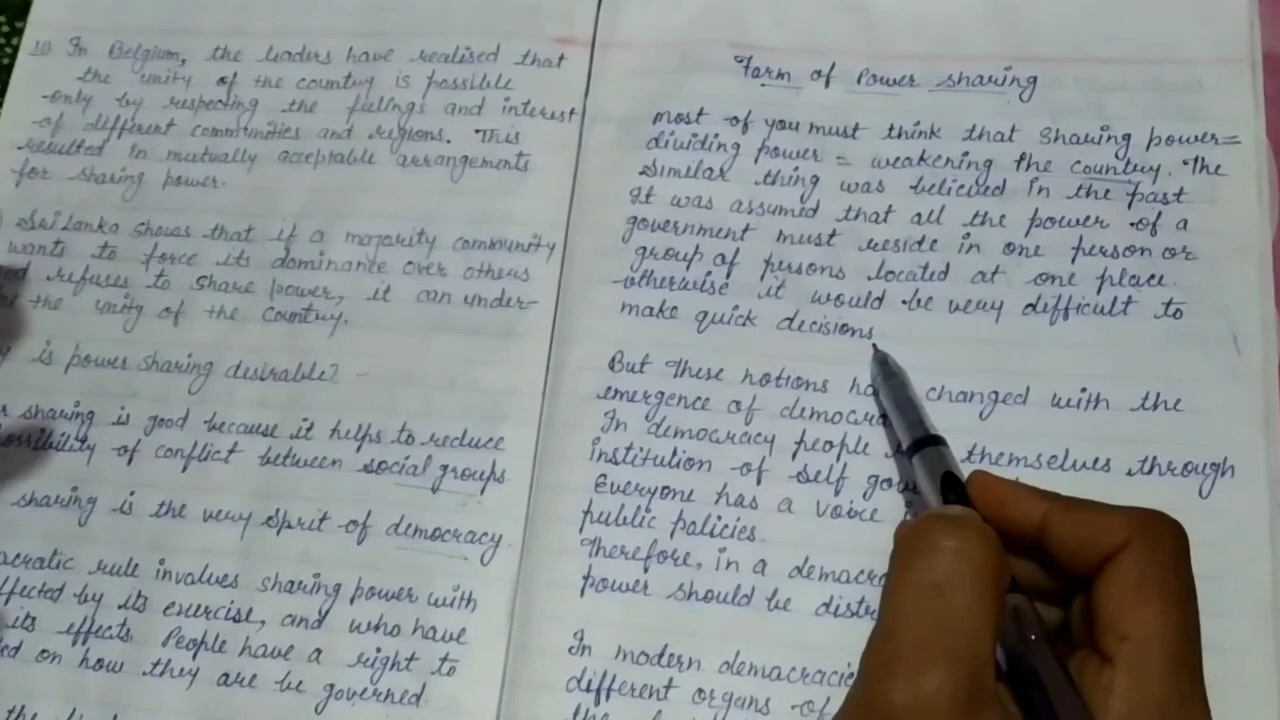 11) In Belgium, the leaders have realised that
the unity of the country is possible
only by respecting the fellings and interest
of different communities and regions. This
resulted in mutually acceptable arrangements
for sharing power.
Sri Lanka shows that if a majority community
wants to force its dominance over others
refuses to share power, it can under-
the unity of the country.
is power sharing desirable? -
sharing is good because it helps to reduce
of conflict between social groups.
sharing is the very sprit of democracy.
rule involves sharing power with
by its exercise, and who have
its effects. People have a right to
on how they are be governed.
Form of Power sharing
most of you must think that sharing power=
dividing power = weakening the country. The
similar thing was believed in the past
It was assumed that all the power of a
government must reside in one person or
group of persons located at one place.
otherwise it would be very difficult to
make quick decisions.
But these notions changed with the
emergence of
In democracy people themselves through
institution of self
Everyone has a voice
public policies.
Therefore, in a
power should be
In modern
different organs of
the